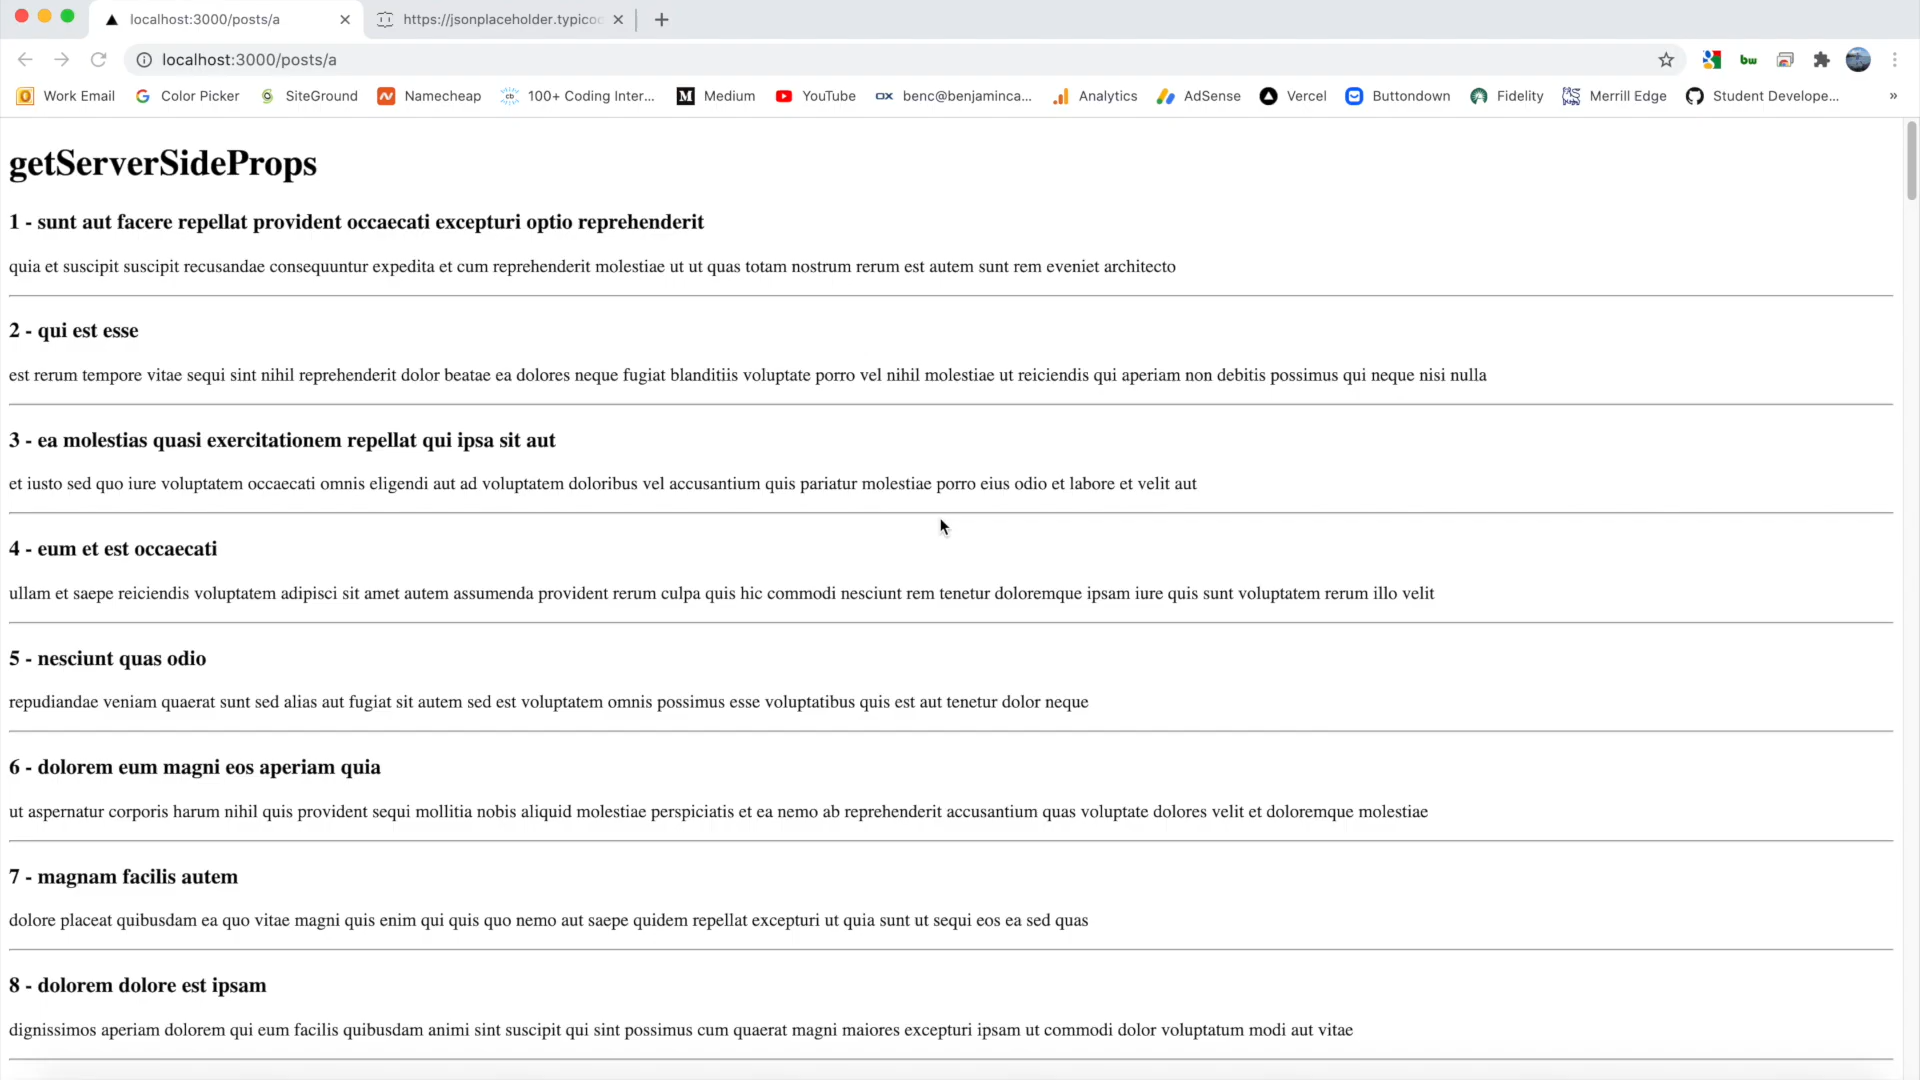 localhost:3000/posts/a
https://jsonplaceholder.typico
localhost:3000/posts/a
bw
Work Email
Color Picker
SiteGround
Namecheap
cb
100+ Coding Inter...
Medium
YouTube
OX
benc@benjaminca...
Analytics
AdSense
Vercel
Buttondown
Fidelity
Merrill Edge
Student Develope...
»
getServerSideProps
1 - sunt aut facere repellat provident occaecati excepturi optio reprehenderit
quia et suscipit suscipit recusandae consequuntur expedita et cum reprehenderit molestiae ut ut quas totam nostrum rerum est autem sunt rem eveniet architecto
2 - qui est esse
est rerum tempore vitae sequi sint nihil reprehenderit dolor beatae ea dolores neque fugiat blanditiis voluptate porro vel nihil molestiae ut reiciendis qui aperiam non debitis possimus qui neque nisi nulla
3 - ea molestias quasi exercitationem repellat qui ipsa sit aut
et iusto sed quo iure voluptatem occaecati omnis eligendi aut ad voluptatem doloribus vel accusantium quis pariatur molestiae porro eius odio et labore et velit aut
4 - eum et est occaecati
ullam et saepe reiciendis voluptatem adipisci sit amet autem assumenda provident rerum culpa quis hic commodi nesciunt rem tenetur doloremque ipsam iure quis sunt voluptatem rerum illo velit
5 - nesciunt quas odio
repudiandae veniam quaerat sunt sed alias aut fugiat sit autem sed est voluptatem omnis possimus esse voluptatibus quis est aut tenetur dolor neque
6 - dolorem eum magni eos aperiam quia
ut aspernatur corporis harum nihil quis provident sequi mollitia nobis aliquid molestiae perspiciatis et ea nemo ab reprehenderit accusantium quas voluptate dolores velit et doloremque molestiae
7 - magnam facilis autem
dolore placeat quibusdam ea quo vitae magni quis enim qui quis quo nemo aut saepe quidem repellat excepturi ut quia sunt ut sequi eos ea sed quas
8 - dolorem dolore est ipsam
dignissimos aperiam dolorem qui eum facilis quibusdam animi sint suscipit qui sint possimus cum quaerat magni maiores excepturi ipsam ut commodi dolor voluptatum modi aut vitae